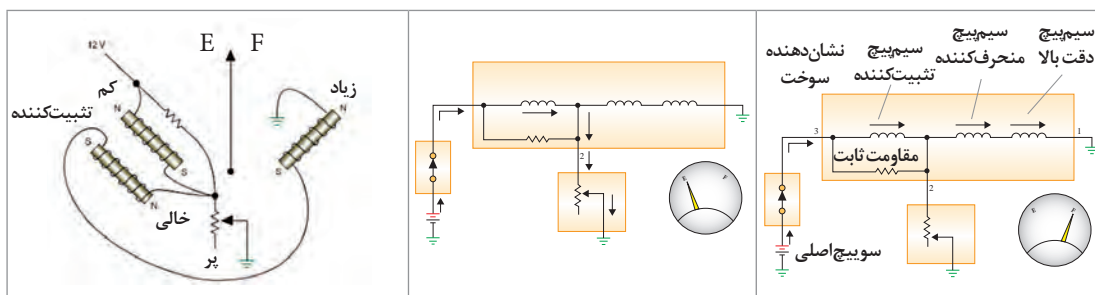 12 V
E F
کم
زیاد
تثبیت‌کننده
N
S
N
S
N
S
خالی
پر
2
E
F
نشان‌دهنده
سوخت
سیم‌پیچ
تثبیت‌کننده
سیم‌پیچ
منحرف‌کننده
سیم‌پیچ
دقت بالا
3
1
مقاومت ثابت
2
سوییچ اصلی
E
F